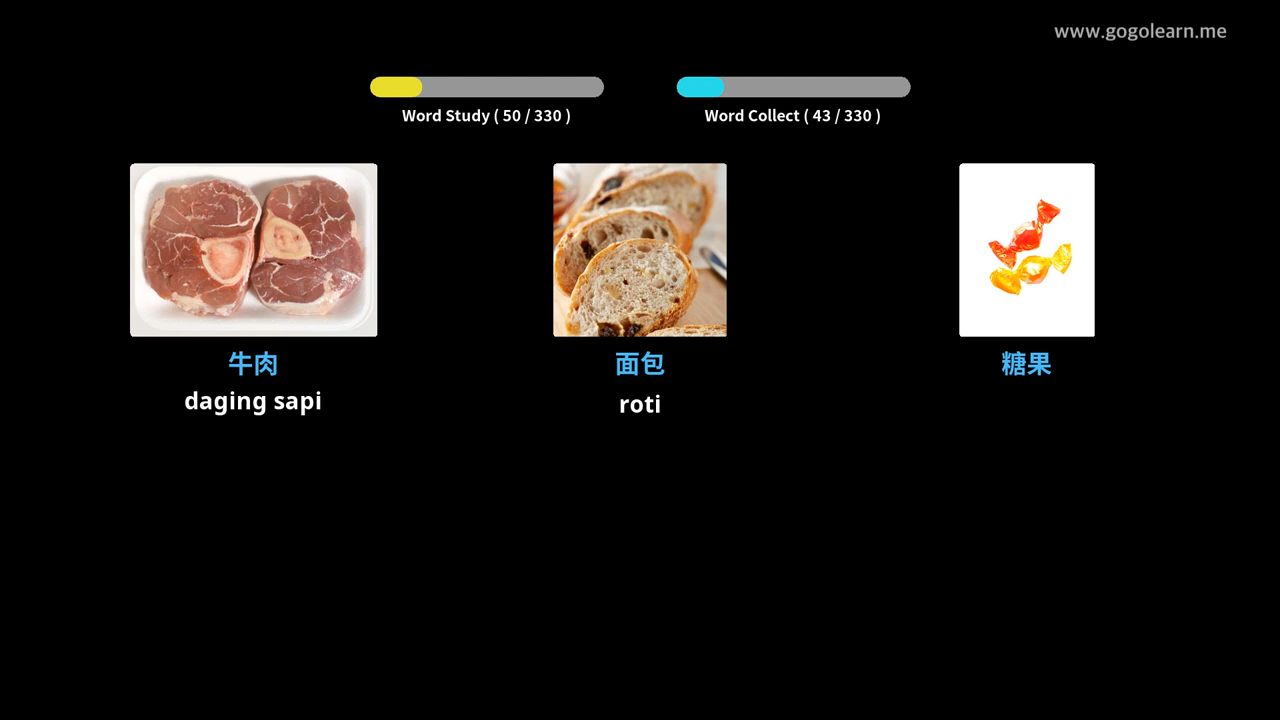 www.gogolearn.me
Word Study ( 50 / 330 )
Word Collect ( 43 / 330 )
牛肉
面包
糖果
daging sapi
roti